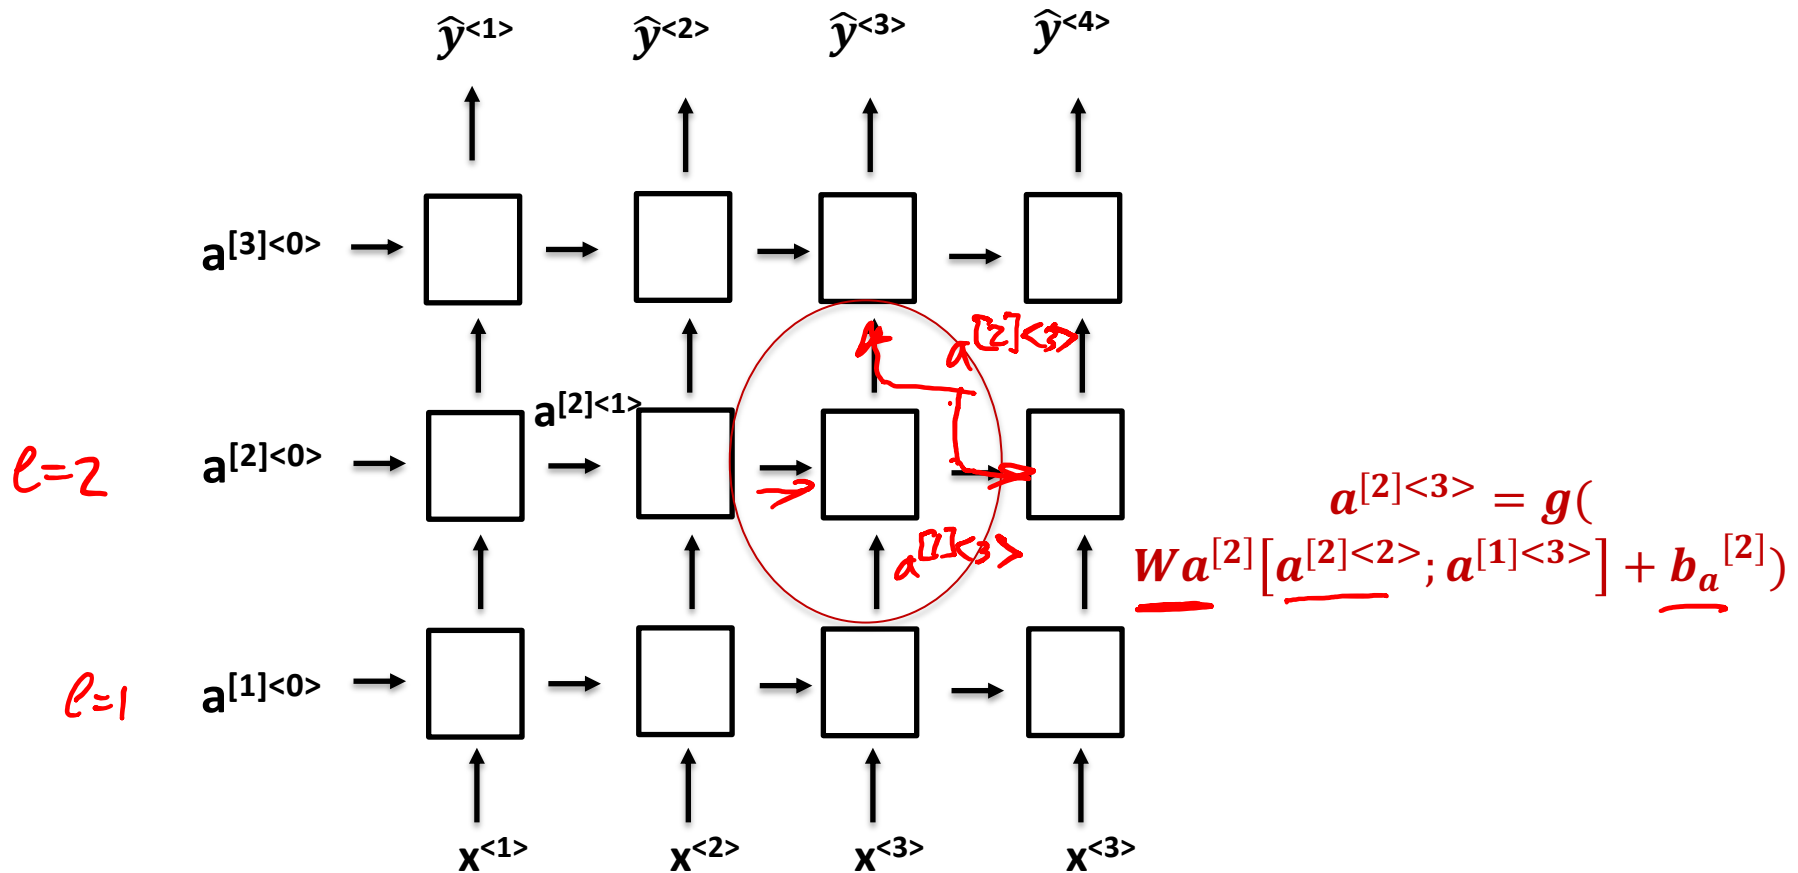 ŷ<1> ŷ<2> ŷ<3> ŷ<4>
a[3]<0>
a[2]<3>
a[2]<1>
l=2 a[2]<0>
a[2]<3> = g(
Wa[2][a[2]<2>; a[1]<3>] + ba[2])
a[1]<3>
l=1 a[1]<0>
x<1> x<2> x<3> x<3>